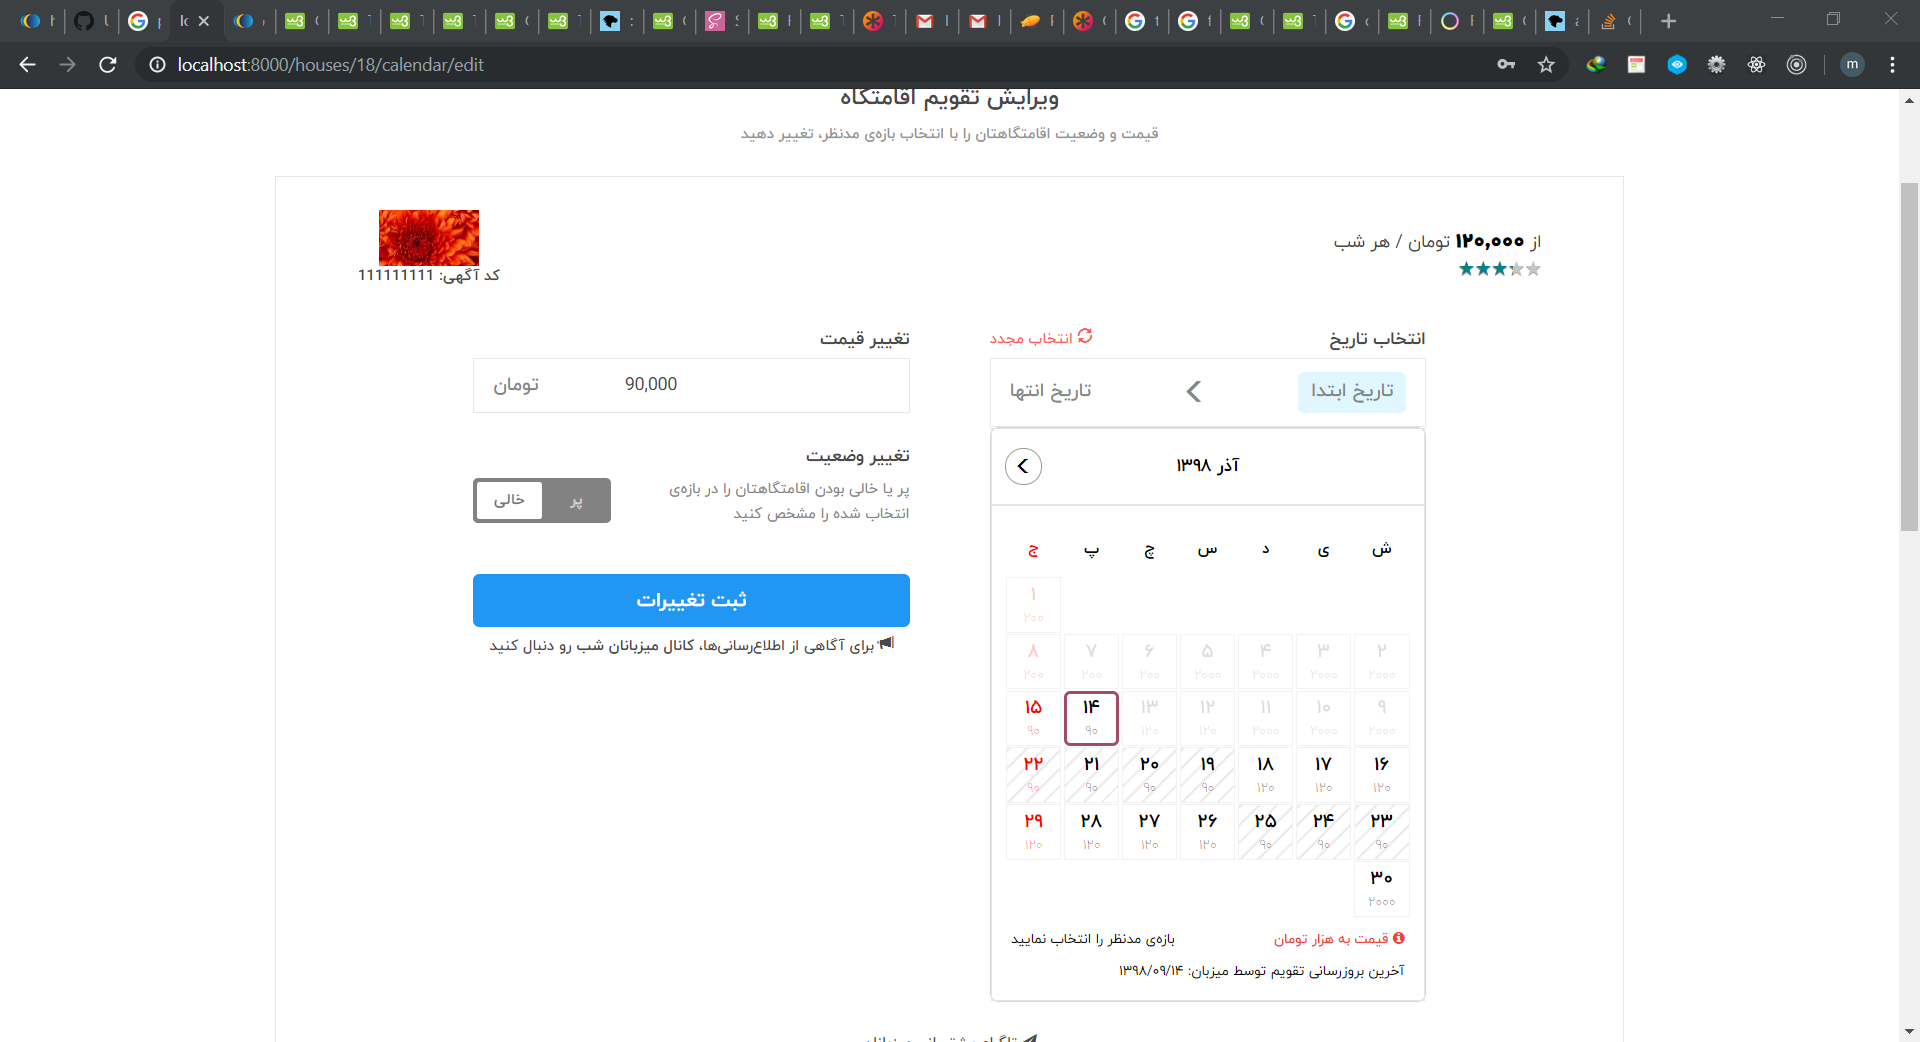 localhost:8000/houses/18/calendar/edit
m
ویرایش تقویم اقامتگاه
قیمت و وضعیت اقامتگاهتان را با انتخاب بازه‌ی مدنظر، تغییر دهید
از ۱۲۰,۰۰۰ تومان / هر شب
کد آگهی: 111111111
انتخاب تاریخ
انتخاب مجدد
تاریخ ابتدا
تاریخ انتها
آذر ۱۳۹۸
ش ی د س چ پ ج
۱
۲۰۰
۲ ۳ ۴ ۵ ۶ ۷ ۸
۲۰۰۰ ۲۰۰۰ ۲۰۰۰ ۲۰۰۰ ۲۰۰ ۲۰۰ ۲۰۰
۹ ۱۰ ۱۱ ۱۲ ۱۳ ۱۴ ۱۵
۲۰۰۰ ۲۰۰۰ ۲۰۰۰ ۱۲۰ ۱۲۰ ۹۰ ۹۰
۱۶ ۱۷ ۱۸ ۱۹ ۲۰ ۲۱ ۲۲
۱۲۰ ۱۲۰ ۱۲۰ ۹۰ ۹۰ ۹۰ ۹۰
۲۳ ۲۴ ۲۵ ۲۶ ۲۷ ۲۸ ۲۹
۹۰ ۹۰ ۹۰ ۱۲۰ ۱۲۰ ۱۲۰ ۱۲۰
۳۰
۲۰۰۰
قیمت به هزار تومان
بازه‌ی مدنظر را انتخاب نمایید
آخرین بروزرسانی تقویم توسط میزبان: ۱۳۹۸/۰۹/۱۴
تغییر قیمت
90,000
تومان
تغییر وضعیت
پر یا خالی بودن اقامتگاهتان را در بازه‌ی
انتخاب شده را مشخص کنید
پر
خالی
ثبت تغییرات
برای آگاهی از اطلاع‌رسانی‌ها، کانال میزبانان شب رو دنبال کنید